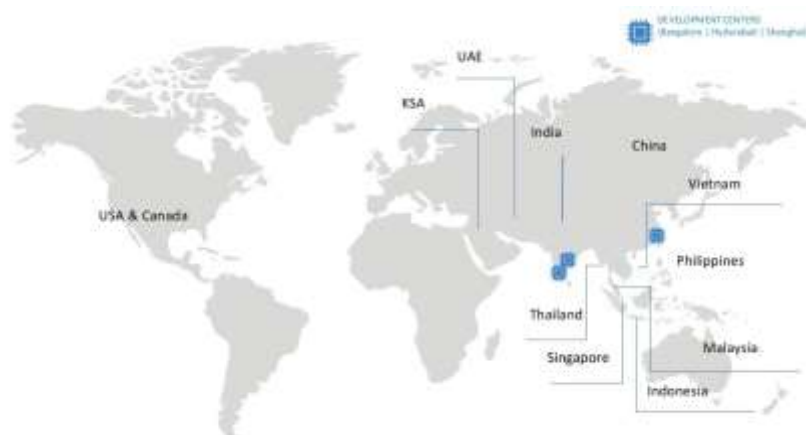 DEVELOPMENT CENTERS
(Bangalore | Hyderabad | Shanghai)
UAE
KSA
India
China
Vietnam
USA & Canada
Philippines
Thailand
Malaysia
Singapore
Indonesia